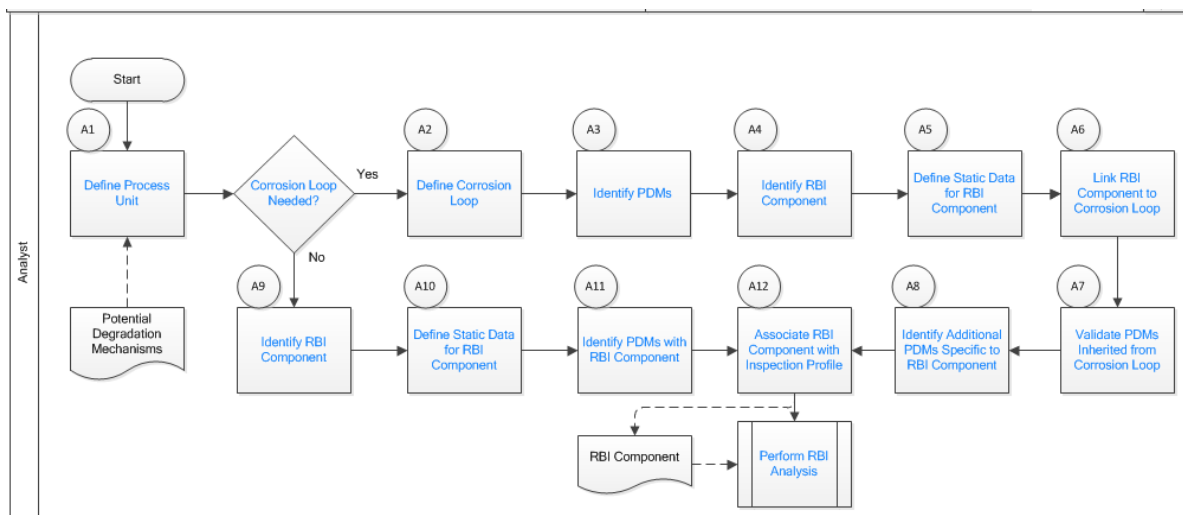 Analyst
Start
A1
Define Process
Unit
Corrosion Loop
Needed?
Yes
No
A2
Define Corrosion
Loop
A3
Identify PDMs
A4
Identify RBI
Component
A5
Define Static Data
for RBI
Component
A6
Link RBI
Component to
Corrosion Loop
Potential
Degradation
Mechanisms
A9
Identify RBI
Component
A10
Define Static Data
for RBI
Component
A11
Identify PDMs with
RBI Component
A12
Associate RBI
Component with
Inspection Profile
A8
Identify Additional
PDMs Specific to
RBI Component
A7
Validate PDMs
Inherited from
Corrosion Loop
RBI Component
Perform RBI
Analysis